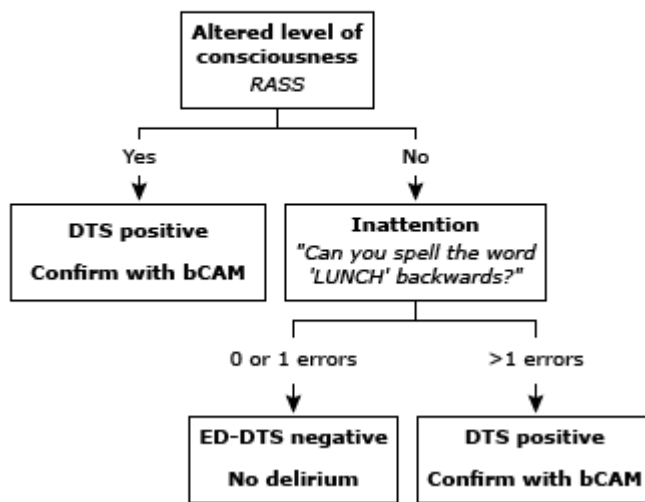 Altered level of
consciousness
RASS
Yes
No
DTS positive
Confirm with bCAM
Inattention
"Can you spell the word
'LUNCH' backwards?"
0 or 1 errors
>1 errors
ED-DTS negative
No delirium
DTS positive
Confirm with bCAM